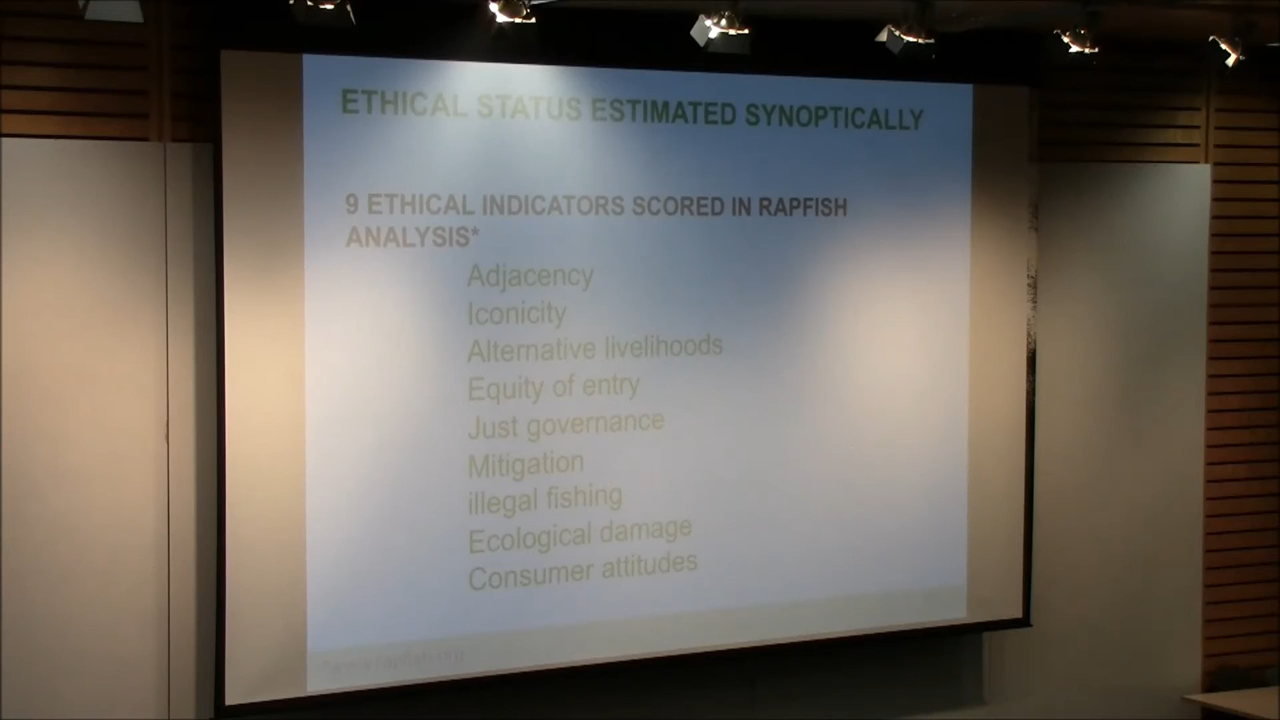 ETHICAL STATUS ESTIMATED SYNOPTICALLY
9 ETHICAL INDICATORS SCORED IN RAPFISH
ANALYSIS*
Adjacency
Iconicity
Alternative livelihoods
Equity of entry
Just governance
Mitigation
illegal fishing
Ecological damage
Consumer attitudes